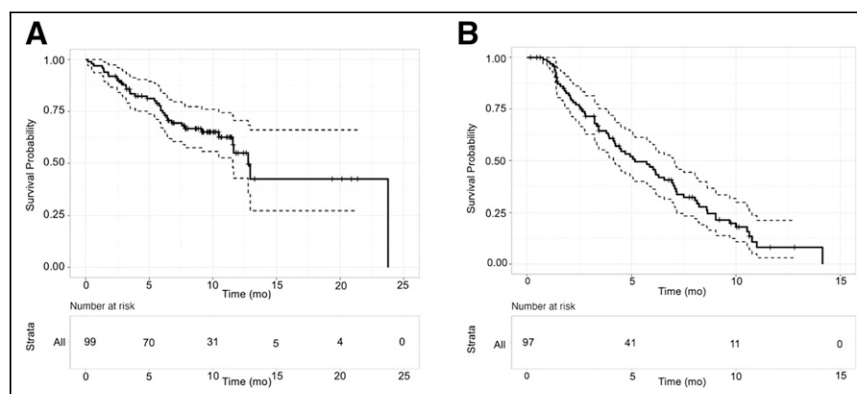 A
1.00
0.75
0.50
0.25
0.00
Survival Probability
0 5 10 15 20 25
Time (mo)
Number at risk
Strata
All 99 70 31 5 4 0
0 5 10 15 20 25
Time (mo)
B
1.00
0.75
0.50
0.25
0.00
Survival Probability
0 5 10 15
Time (mo)
Number at risk
Strata
All 97 41 11 0
0 5 10 15
Time (mo)